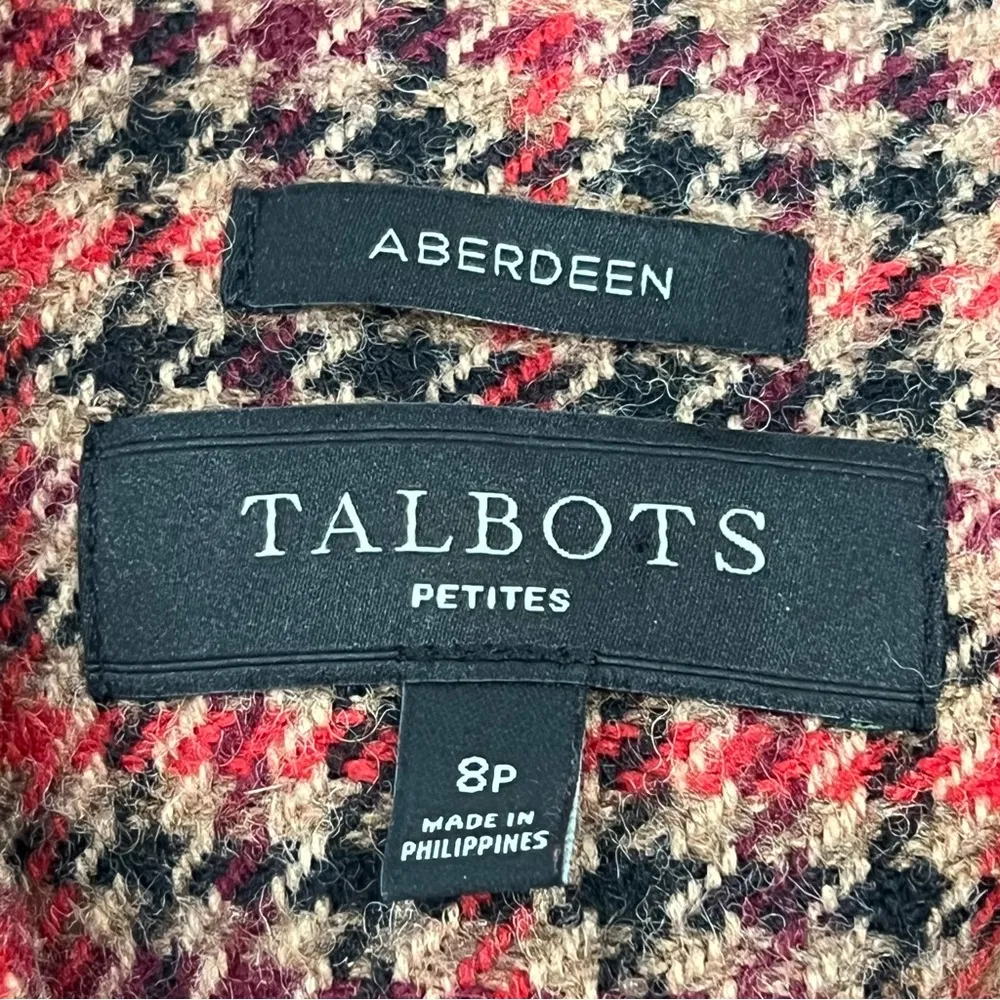 ABERDEEN
TALBOTS
PETITES
8P
MADE IN
PHILIPPINES